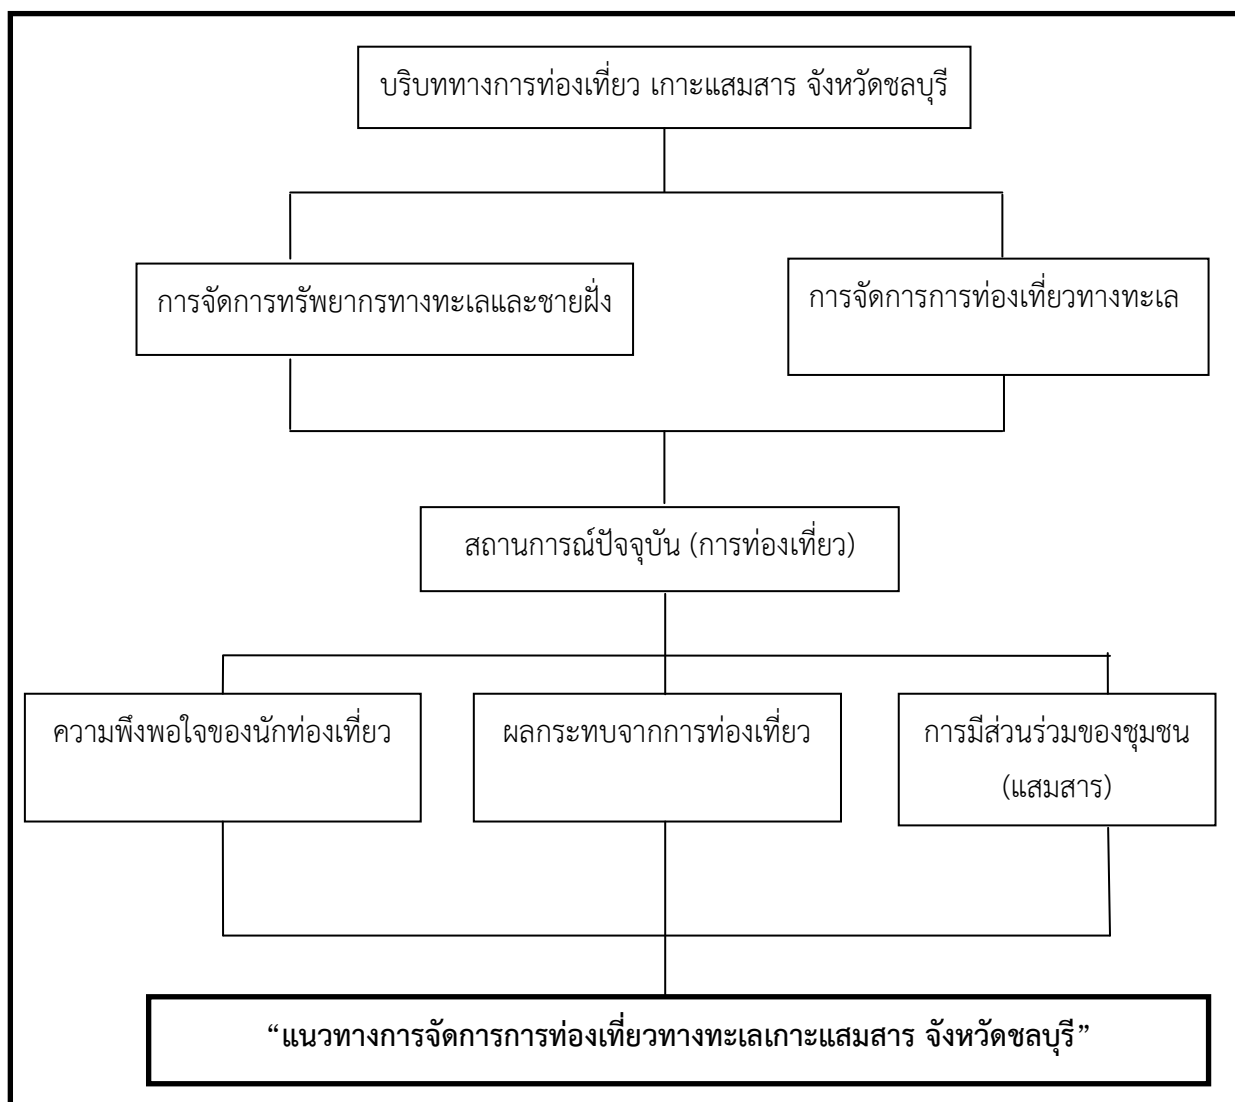 บริบททางการท่องเที่ยว เกาะแสมสาร จังหวัดชลบุรี
การจัดการทรัพยากรทางทะเลและชายฝั่ง
การจัดการการท่องเที่ยวทางทะเล
สถานการณ์ปัจจุบัน (การท่องเที่ยว)
ความพึงพอใจของนักท่องเที่ยว
ผลกระทบจากการท่องเที่ยว
การมีส่วนร่วมของชุมชน
(แสมสาร)
“แนวทางการจัดการการท่องเที่ยวทางทะเลเกาะแสมสาร จังหวัดชลบุรี”